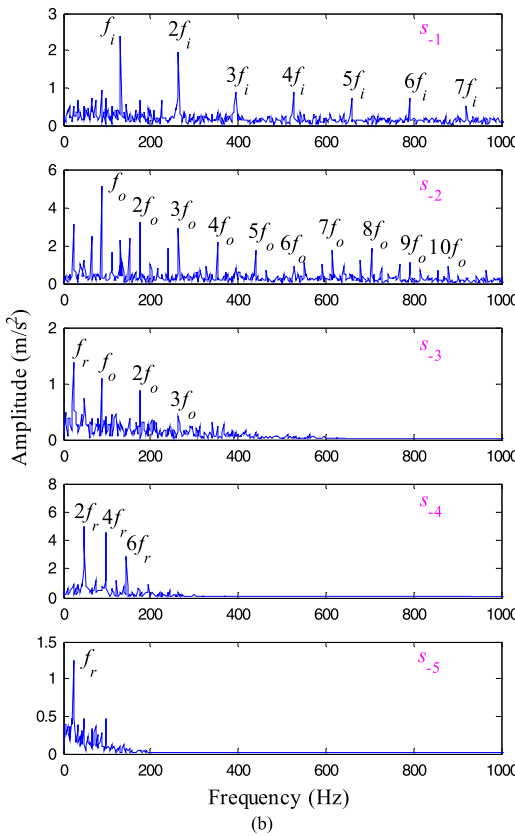 (b)
3
2
1
0
f_i
2f_i
3f_i
4f_i
5f_i
6f_i
7f_i
s_-1
0 200 400 600 800 1000
6
4
2
0
f_o
2f_o
3f_o
4f_o
5f_o
6f_o
7f_o
8f_o
9f_o
10f_o
s_-2
0 200 400 600 800 1000
Amplitude (m/s²)
2
1
0
f_r
f_o
2f_o
3f_o
s_-3
0 200 400 600 800 1000
8
6
4
2
0
2f_r
4f_r
6f_r
s_-4
0 200 400 600 800 1000
1.5
1
0.5
0
f_r
s_-5
0 200 400 600 800 1000
Frequency (Hz)
(b)